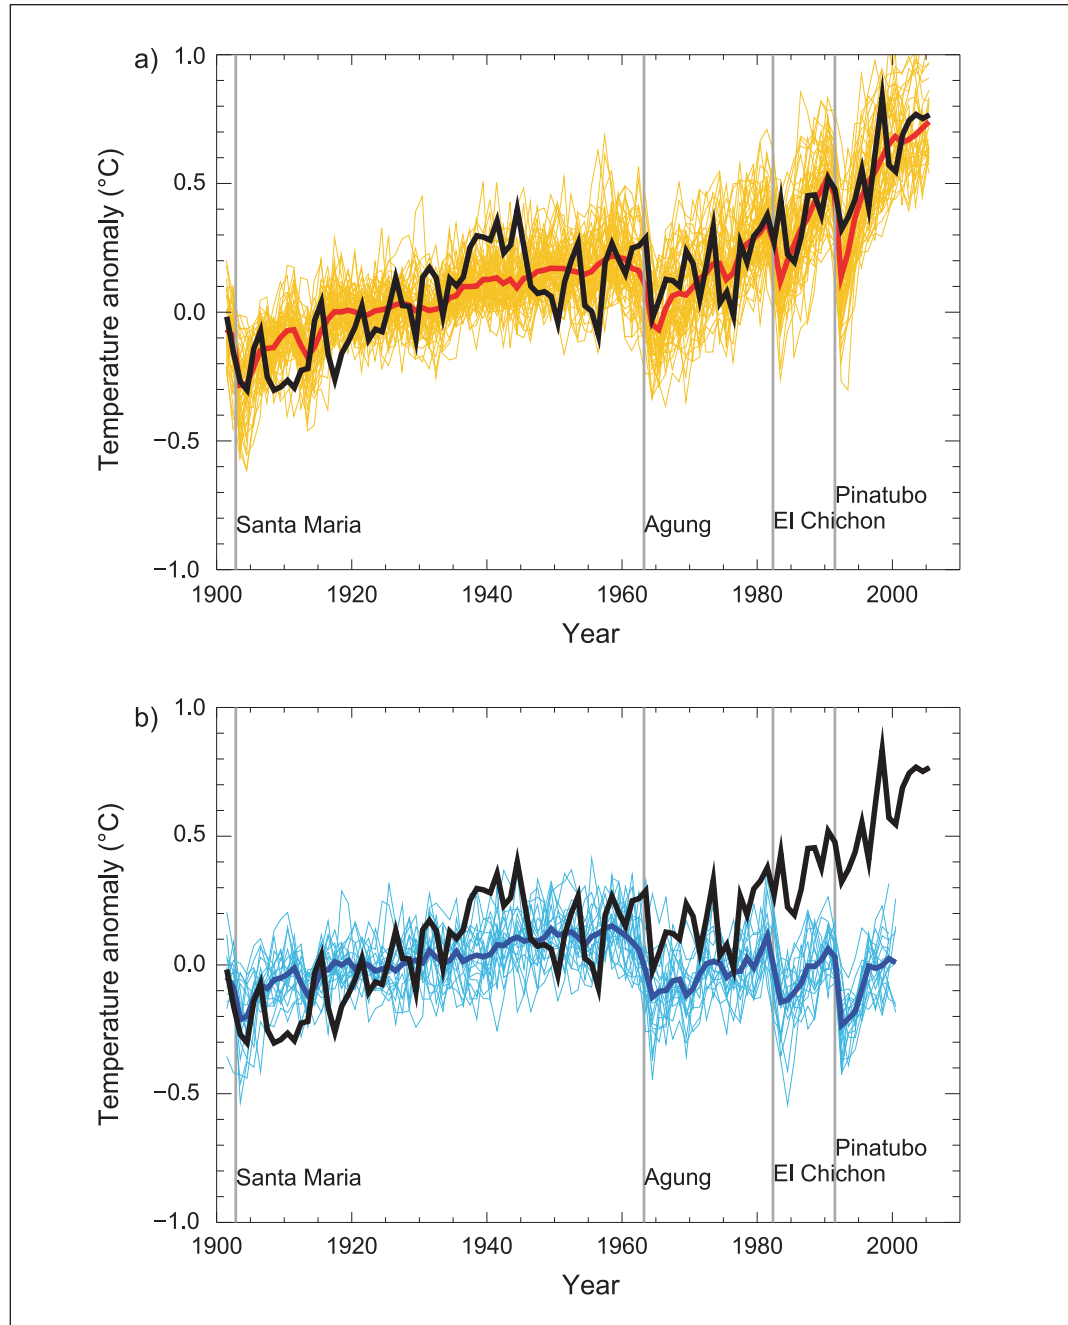 a)
1.0
0.5
0.0
−0.5
−1.0
Temperature anomaly (°C)
Santa Maria
Agung
El Chichon
Pinatubo
1900 1920 1940 1960 1980 2000
Year
b)
1.0
0.5
0.0
−0.5
−1.0
Temperature anomaly (°C)
Santa Maria
Agung
El Chichon
Pinatubo
1900 1920 1940 1960 1980 2000
Year